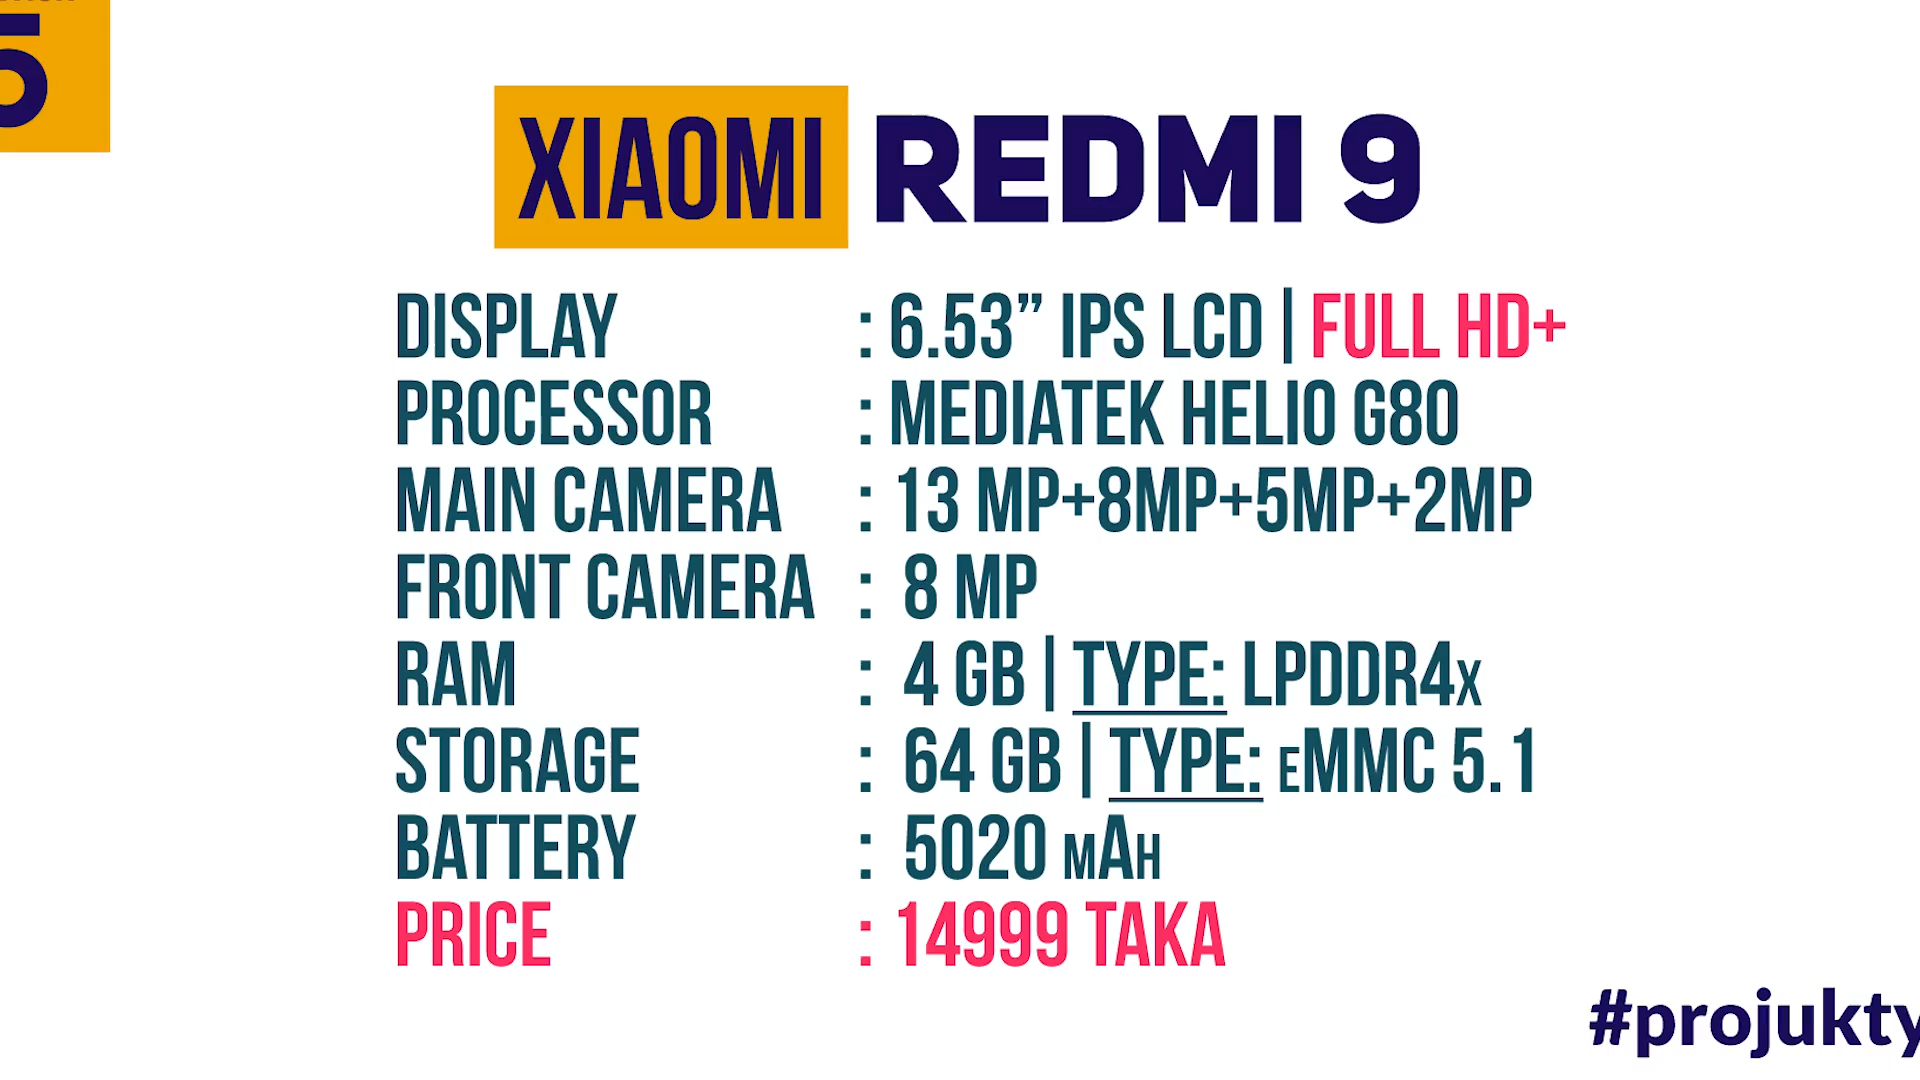 5
XIAOMI REDMI 9
DISPLAY : 6.53” IPS LCD | FULL HD+
PROCESSOR : MEDIATEK HELIO G80
MAIN CAMERA : 13 MP+8MP+5MP+2MP
FRONT CAMERA : 8 MP
RAM : 4 GB | TYPE: LPDDR4X
STORAGE : 64 GB | TYPE: EMMC 5.1
BATTERY : 5020 MAH
PRICE : 14999 TAKA
#projukty